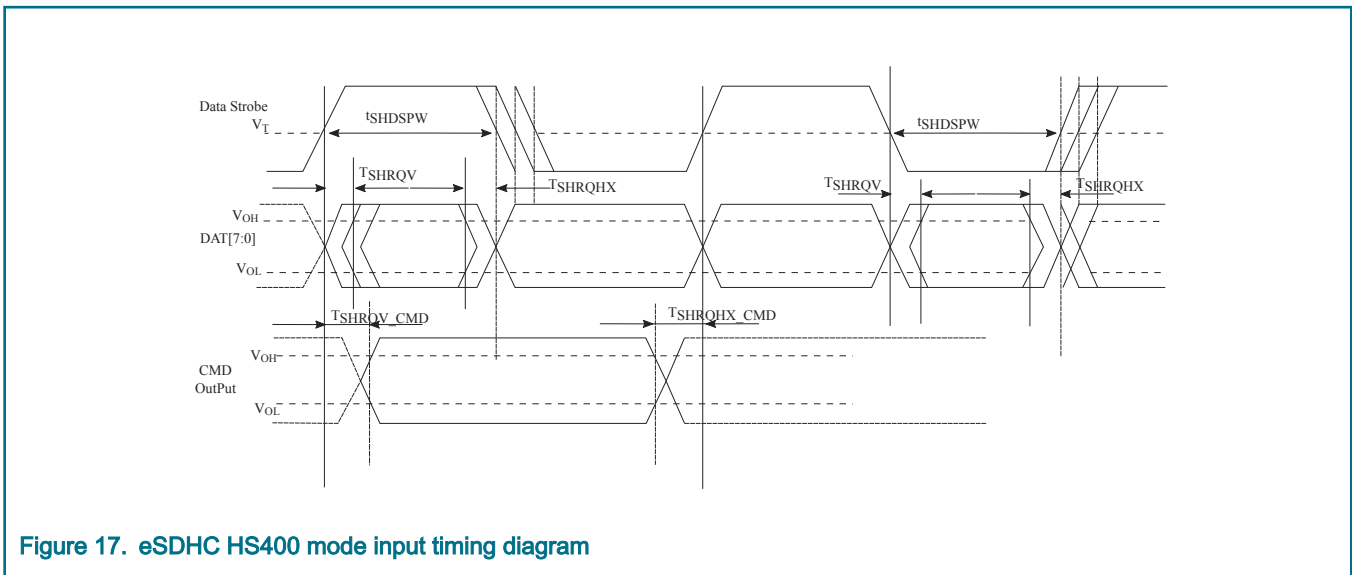 Data Strobe
VT
tSHDSPW
tSHDSPW
TSHRQV
TSHRQHX
TSHRQV
TSHRQHX
VOH
DAT[7:0]
VOL
TSHRQV_CMD
TSHRQHX_CMD
VOH
CMD
OutPut
VOL
Figure 17. eSDHC HS400 mode input timing diagram